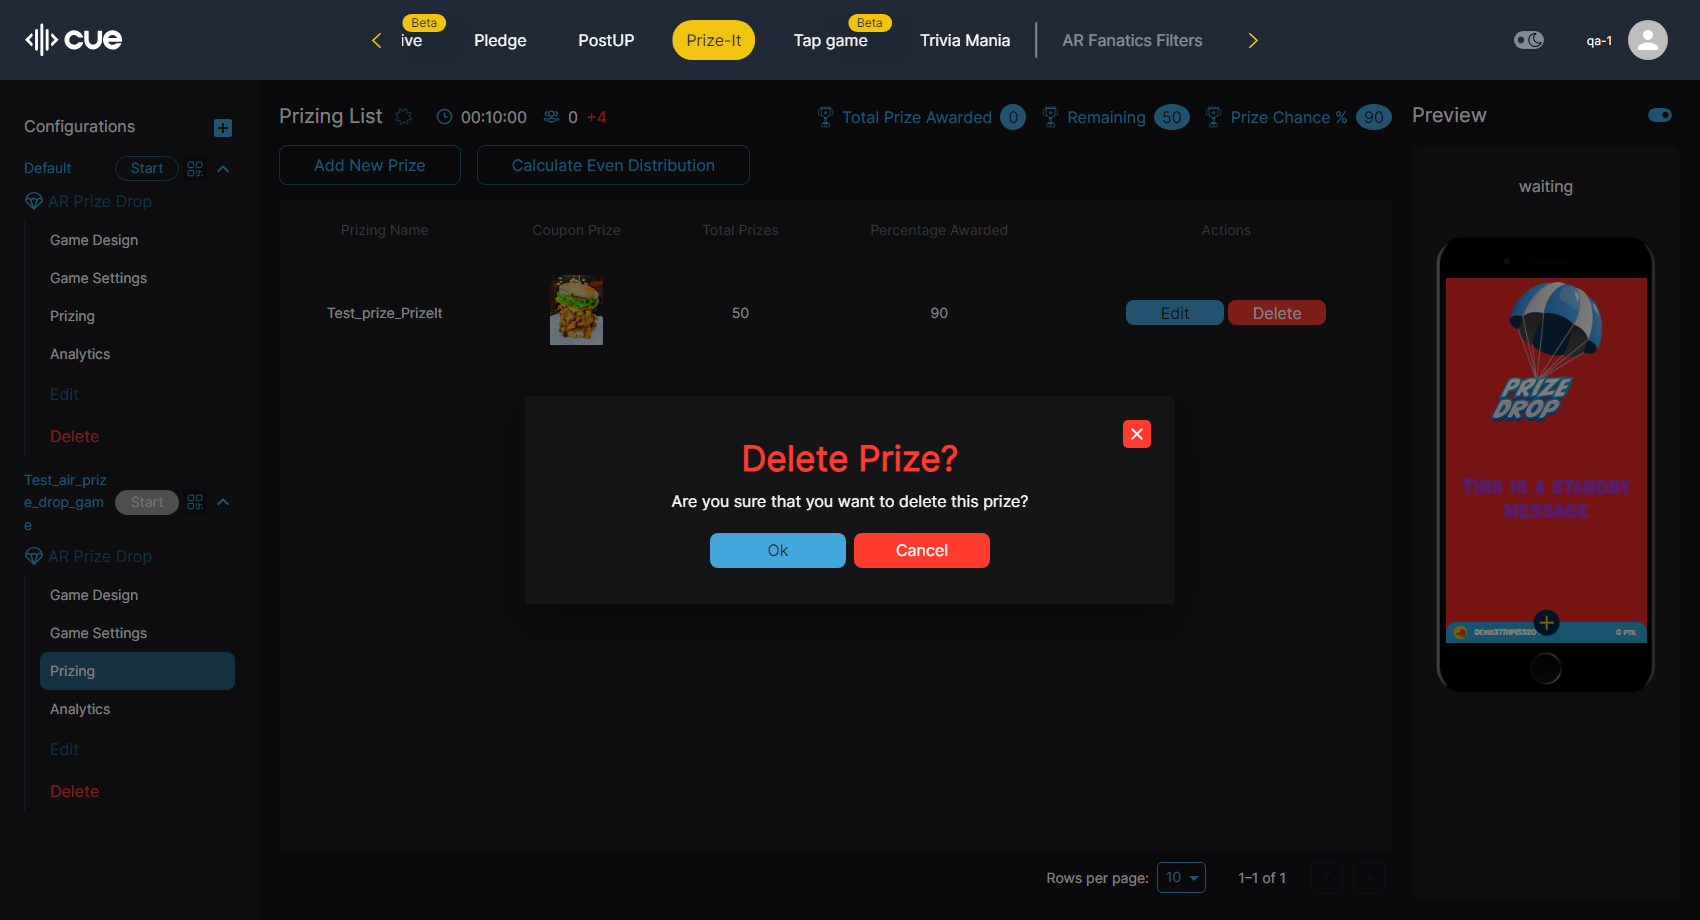 cue
Beta
Beta
ive
Pledge
PostUP
Prize-It
Tap game
Trivia Mania
AR Fanatics Filters
qa-1
Configurations
Default
Start
AR Prize Drop
Game Design
Game Settings
Prizing
Analytics
Edit
Delete
Test_air_priz
e_drop_gam
e
Start
AR Prize Drop
Game Design
Game Settings
Prizing
Analytics
Edit
Delete
Prizing List
00:10:00
0 +4
Total Prize Awarded 0
Remaining 50
Prize Chance % 90
Add New Prize
Calculate Even Distribution
Prizing Name
Coupon Prize
Total Prizes
Percentage Awarded
Actions
Test_prize_PrizeIt
50
90
Edit
Delete
Delete Prize?
Are you sure that you want to delete this prize?
Ok
Cancel
Rows per page: 10
1–1 of 1
Preview
waiting
PRIZE
DROP
THIS IS A STANDBY
MESSAGE
0 PTS.